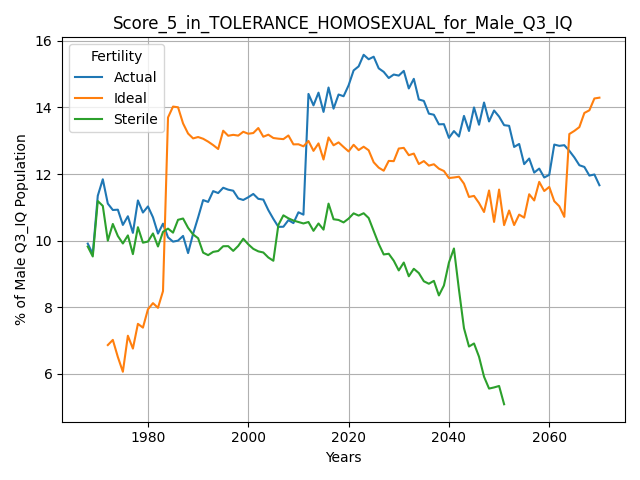 Score_5_in_TOLERANCE_HOMOSEXUAL_for_Male_Q3_IQ
Fertility
Actual
Ideal
Sterile
% of Male Q3_IQ Population
16
14
12
10
8
6
1980 2000 2020 2040 2060
Years